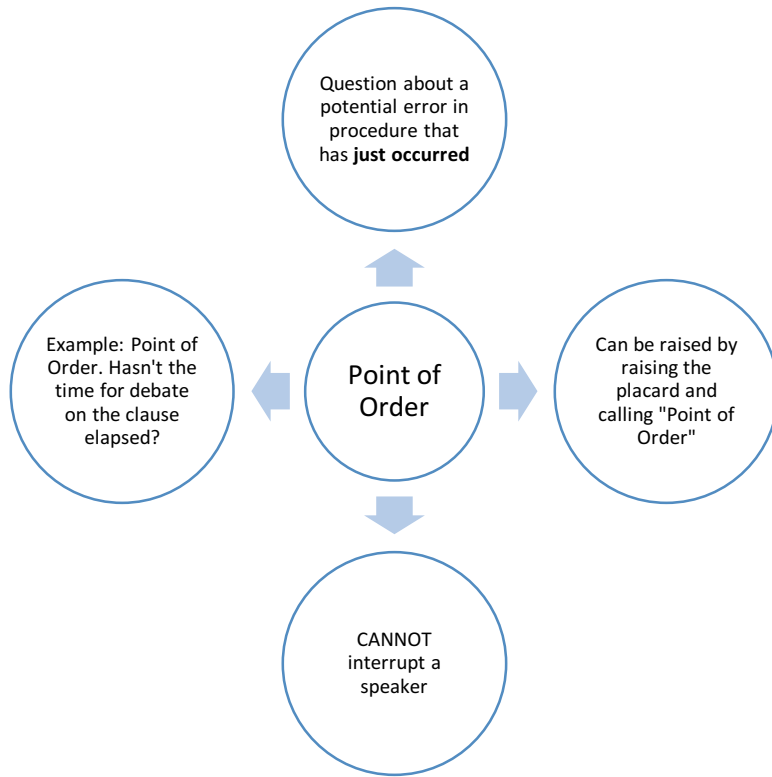 Question about a
potential error in
procedure that
has just occurred
Example: Point of
Order. Hasn't the
time for debate
on the clause
elapsed?
Point of
Order
Can be raised by
raising the
placard and
calling "Point of
Order"
CANNOT
interrupt a
speaker